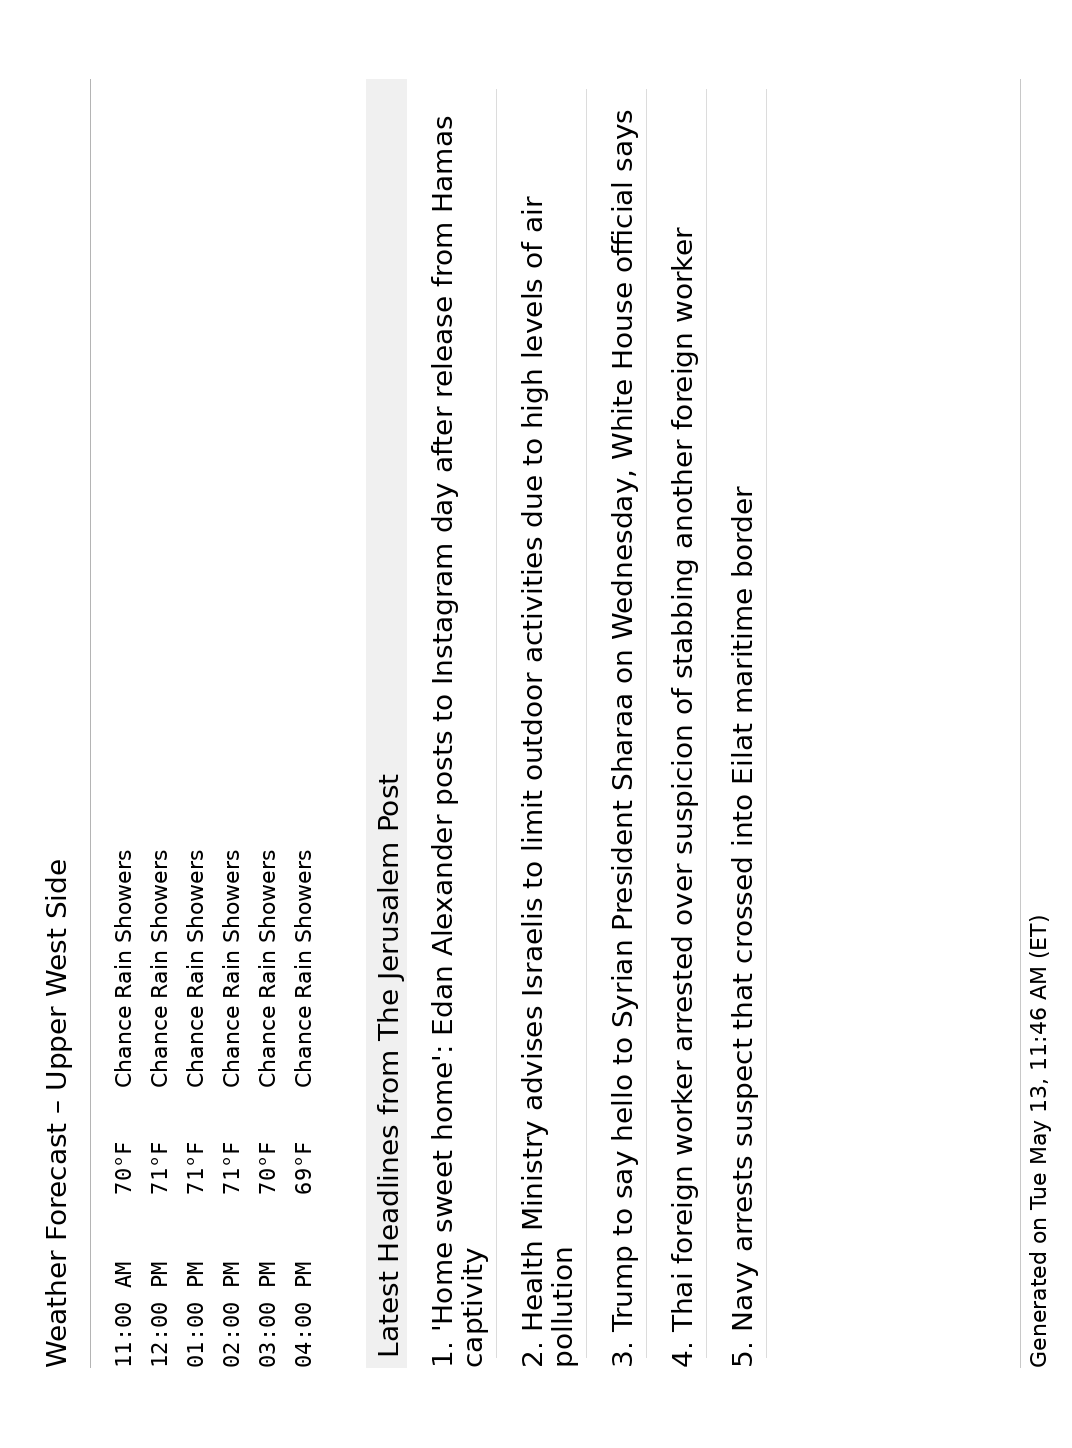 Weather Forecast – Upper West Side
11:00 AM 70°F Chance Rain Showers
12:00 PM 71°F Chance Rain Showers
01:00 PM 71°F Chance Rain Showers
02:00 PM 71°F Chance Rain Showers
03:00 PM 70°F Chance Rain Showers
04:00 PM 69°F Chance Rain Showers
Latest Headlines from The Jerusalem Post
1. 'Home sweet home': Edan Alexander posts to Instagram day after release from Hamas
captivity
2. Health Ministry advises Israelis to limit outdoor activities due to high levels of air
pollution
3. Trump to say hello to Syrian President Sharaa on Wednesday, White House official says
4. Thai foreign worker arrested over suspicion of stabbing another foreign worker
5. Navy arrests suspect that crossed into Eilat maritime border
Generated on Tue May 13, 11:46 AM (ET)